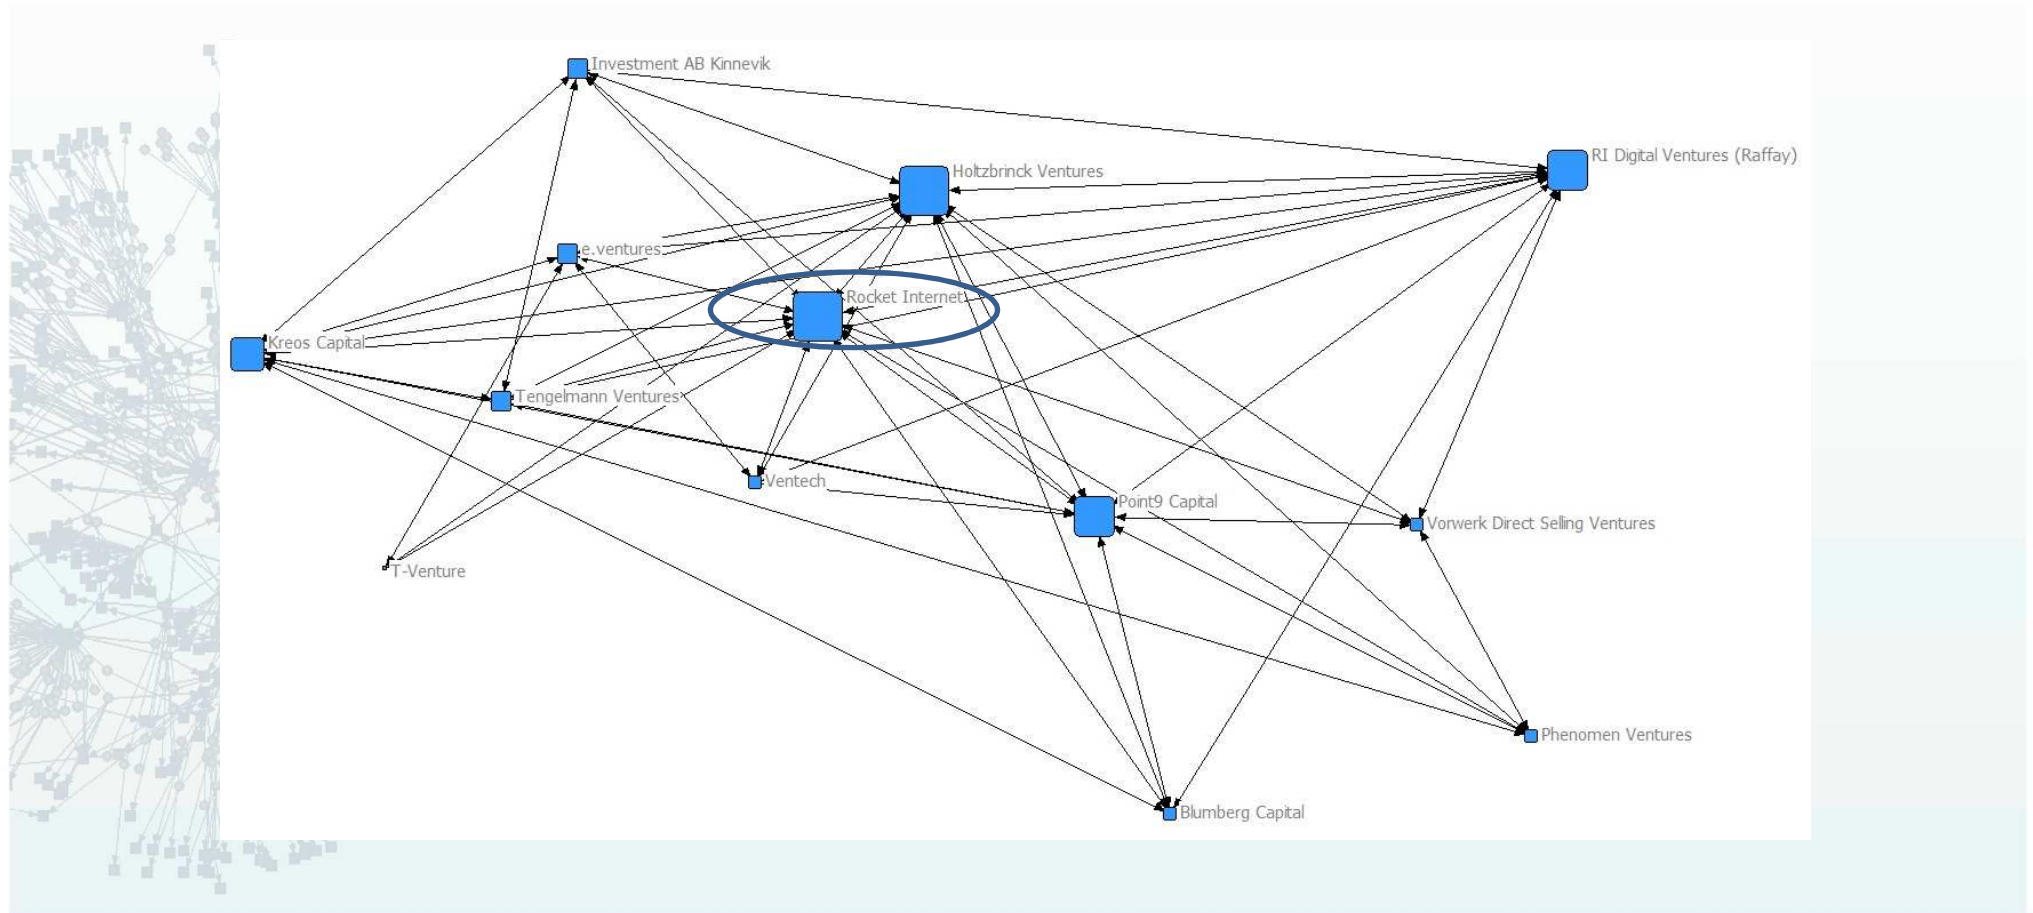 Investment AB Kinnevik
RI Digital Ventures (Raffay)
Holtzbrinck Ventures
e.ventures
Rocket Internet
Kreos Capital
Tengelmann Ventures
Ventech
Point9 Capital
Vorwerk Direct Selling Ventures
T-Venture
Phenomen Ventures
Blumberg Capital